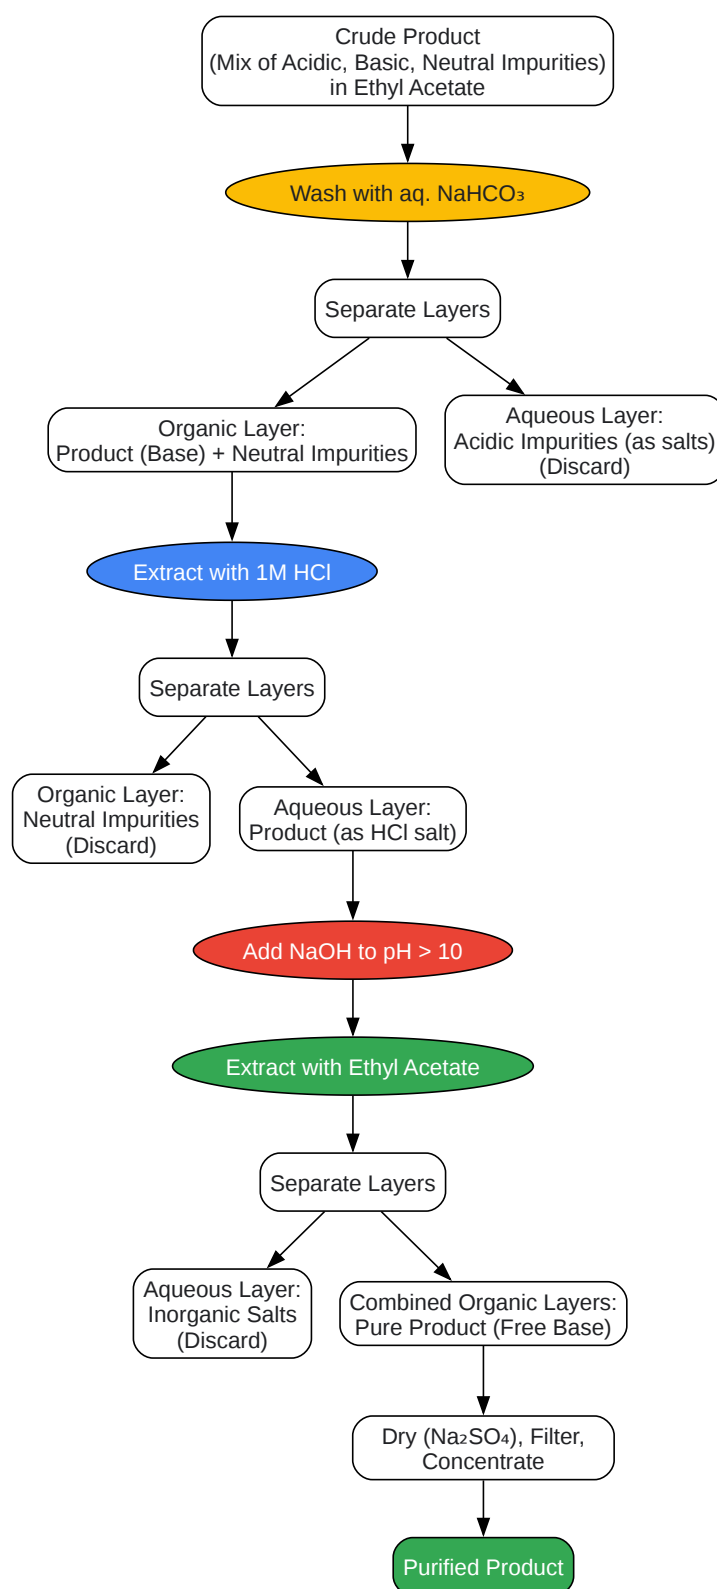 Crude Product
(Mix of Acidic, Basic, Neutral Impurities)
in Ethyl Acetate
Wash with aq. NaHCO₃
Separate Layers
Organic Layer:
Product (Base) + Neutral Impurities
Aqueous Layer:
Acidic Impurities (as salts)
(Discard)
Extract with 1M HCl
Separate Layers
Organic Layer:
Neutral Impurities
(Discard)
Aqueous Layer:
Product (as HCl salt)
Add NaOH to pH > 10
Extract with Ethyl Acetate
Separate Layers
Aqueous Layer:
Inorganic Salts
(Discard)
Combined Organic Layers:
Pure Product (Free Base)
Dry (Na₂SO₄), Filter,
Concentrate
Purified Product